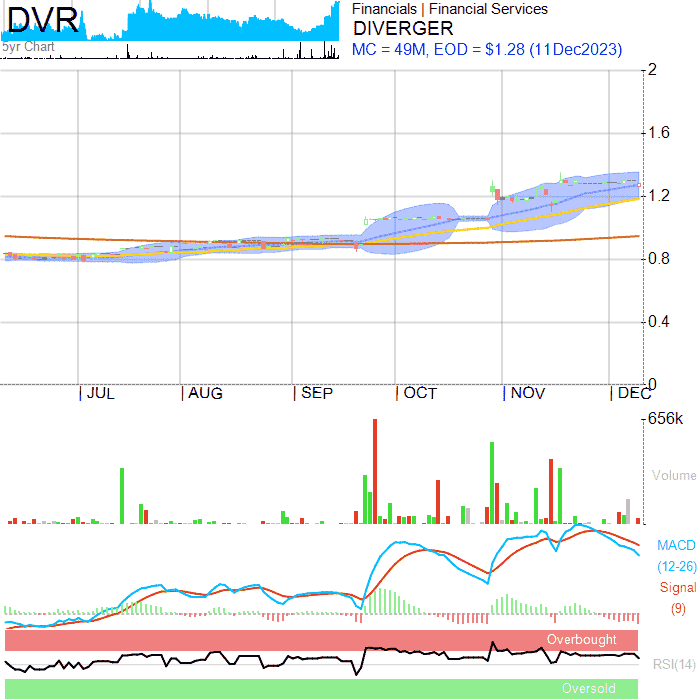 DVR
5yr Chart
Financials | Financial Services
DIVERGER
MC = 49M, EOD = $1.28 (11Dec2023)
2
1.6
1.2
0.8
0.4
0
| JUL | AUG | SEP | OCT | NOV | DEC
656k
Volume
MACD
(12-26)
Signal
(9)
Overbought
RSI(14)
Oversold